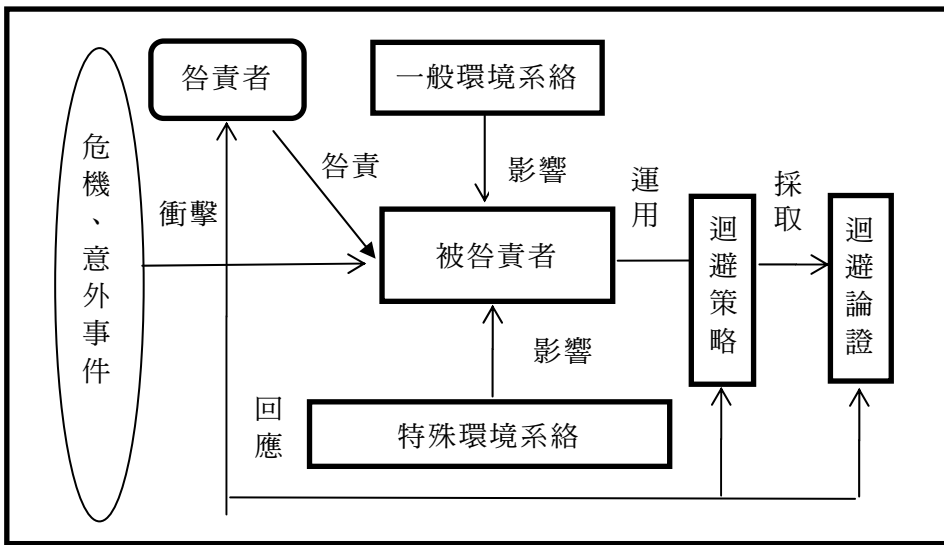 咎責者
一般環境系絡
危機、意外事件
咎責
影響
運用
採取
衝擊
被咎責者
迴避策略
迴避論證
影響
回應
特殊環境系絡